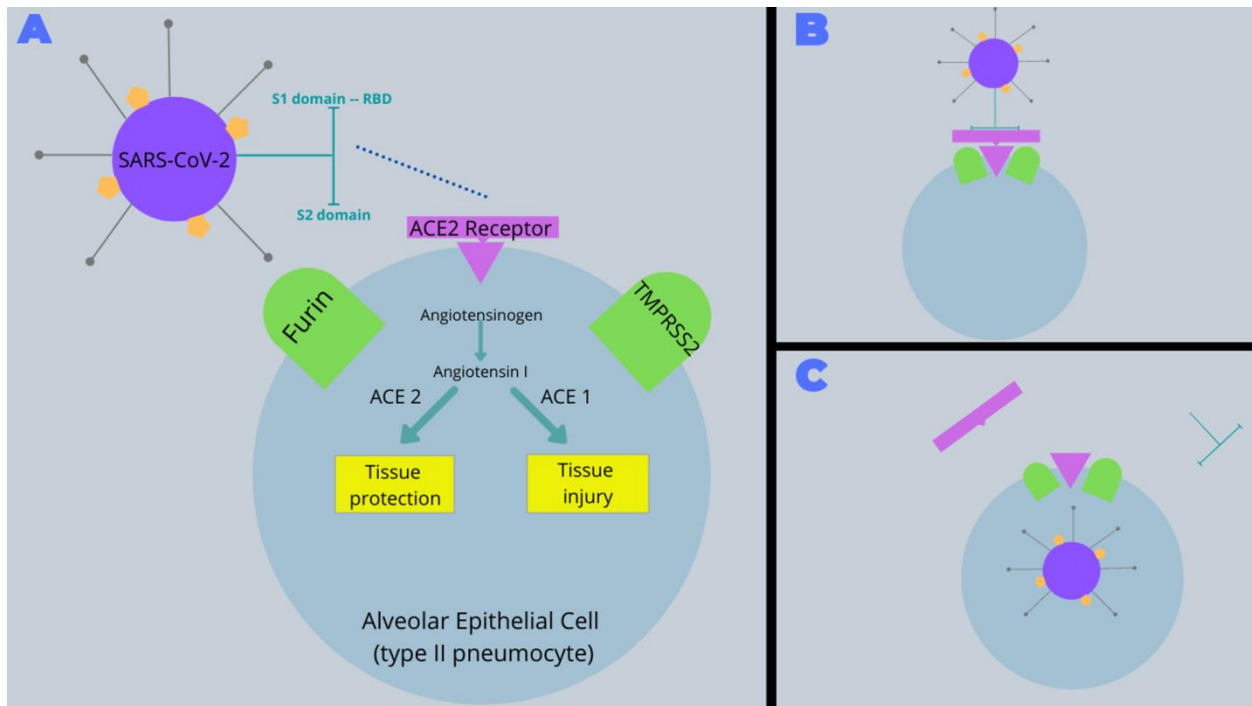 A
SARS-CoV-2
S1 domain -- RBD
S2 domain
ACE2 Receptor
Furin
TMPRSS2
Angiotensinogen
Angiotensin I
ACE 2
ACE 1
Tissue
protection
Tissue
injury
Alveolar Epithelial Cell
(type II pneumocyte)
B
C